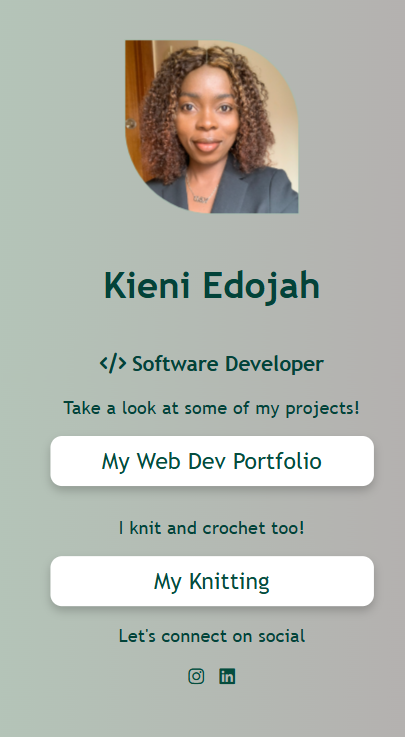 Kieni Edojah
</> Software Developer
Take a look at some of my projects!
My Web Dev Portfolio
I knit and crochet too!
My Knitting
Let's connect on social